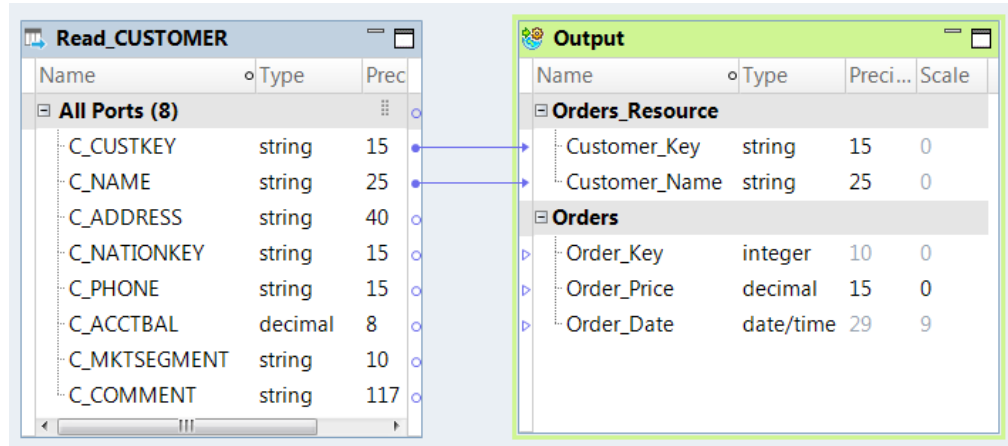 Read_CUSTOMER
Name Type Prec
All Ports (8)
C_CUSTKEY string 15
C_NAME string 25
C_ADDRESS string 40
C_NATIONKEY string 15
C_PHONE string 15
C_ACCTBAL decimal 8
C_MKTSEGMENT string 10
C_COMMENT string 117
Output
Name Type Preci... Scale
Orders_Resource
Customer_Key string 15 0
Customer_Name string 25 0
Orders
Order_Key integer 10 0
Order_Price decimal 15 0
Order_Date date/time 29 9